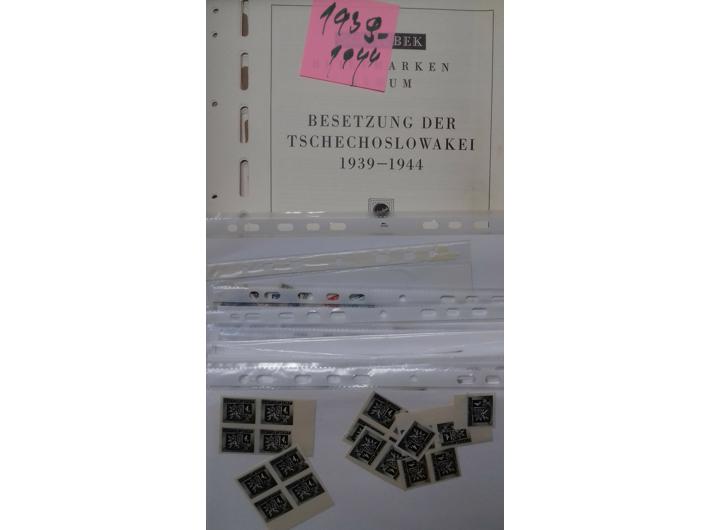 1939-
1944
BEK
ARKEN
UM
BESETZUNG DER
TSCHECHOSLOWAKEI
1939-1944